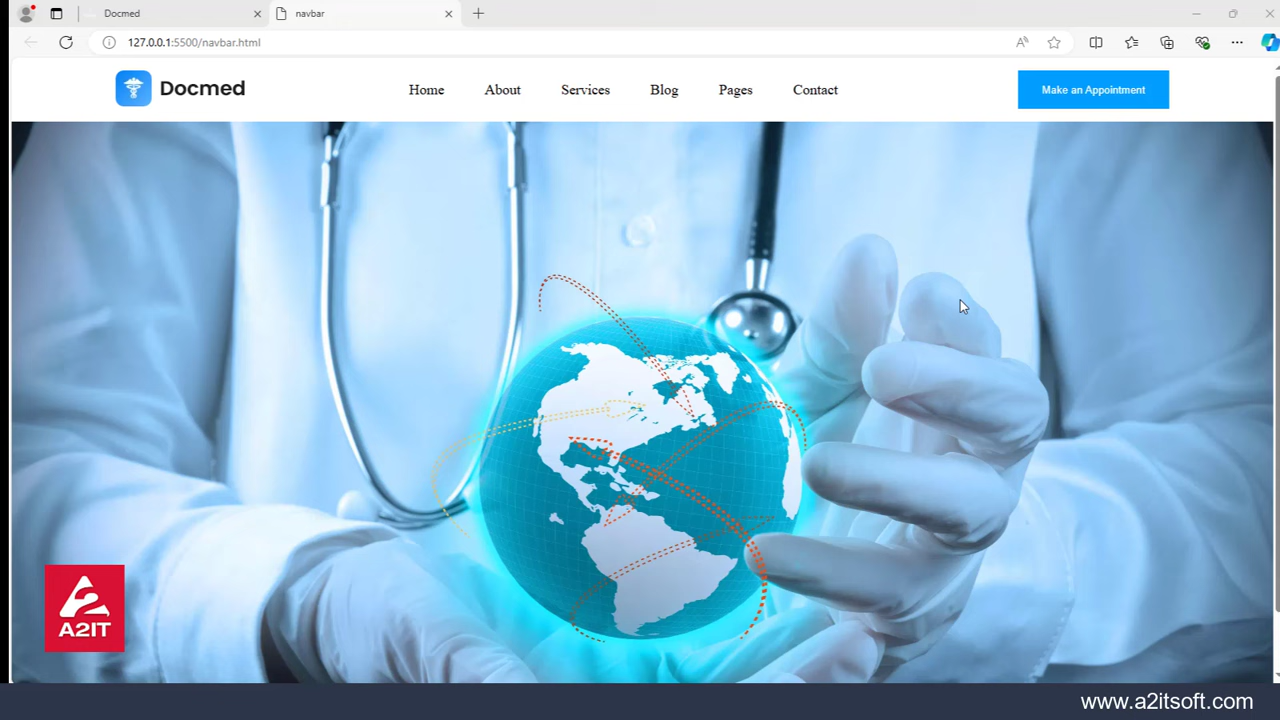 Docmed
navbar
127.0.0.1:5500/navbar.html
Docmed
Home
About
Services
Blog
Pages
Contact
Make an Appointment
A2IT
www.a2itsoft.com